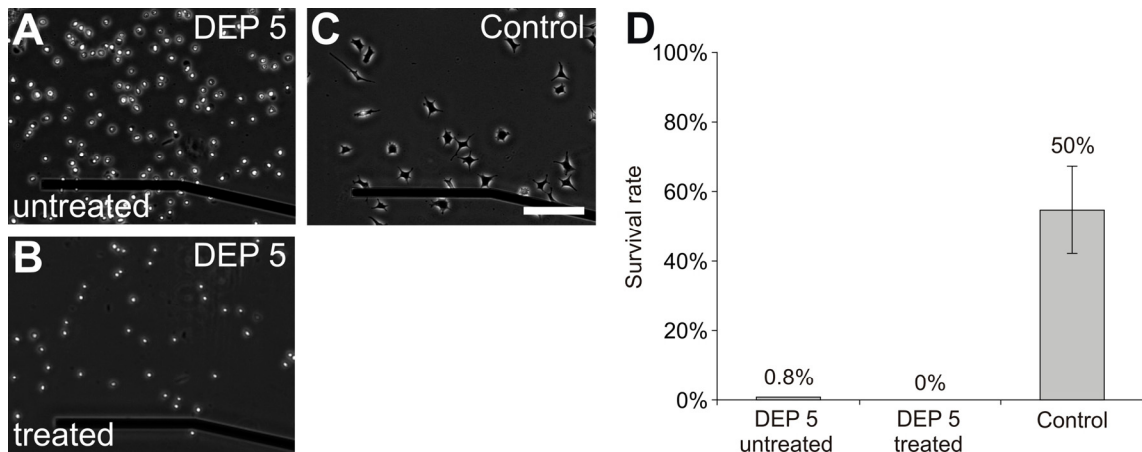 A DEP 5
untreated
B DEP 5
treated
C Control
D
100%
80%
60%
40%
20%
0%
Survival rate
0.8%
0%
50%
DEP 5
untreated
DEP 5
treated
Control